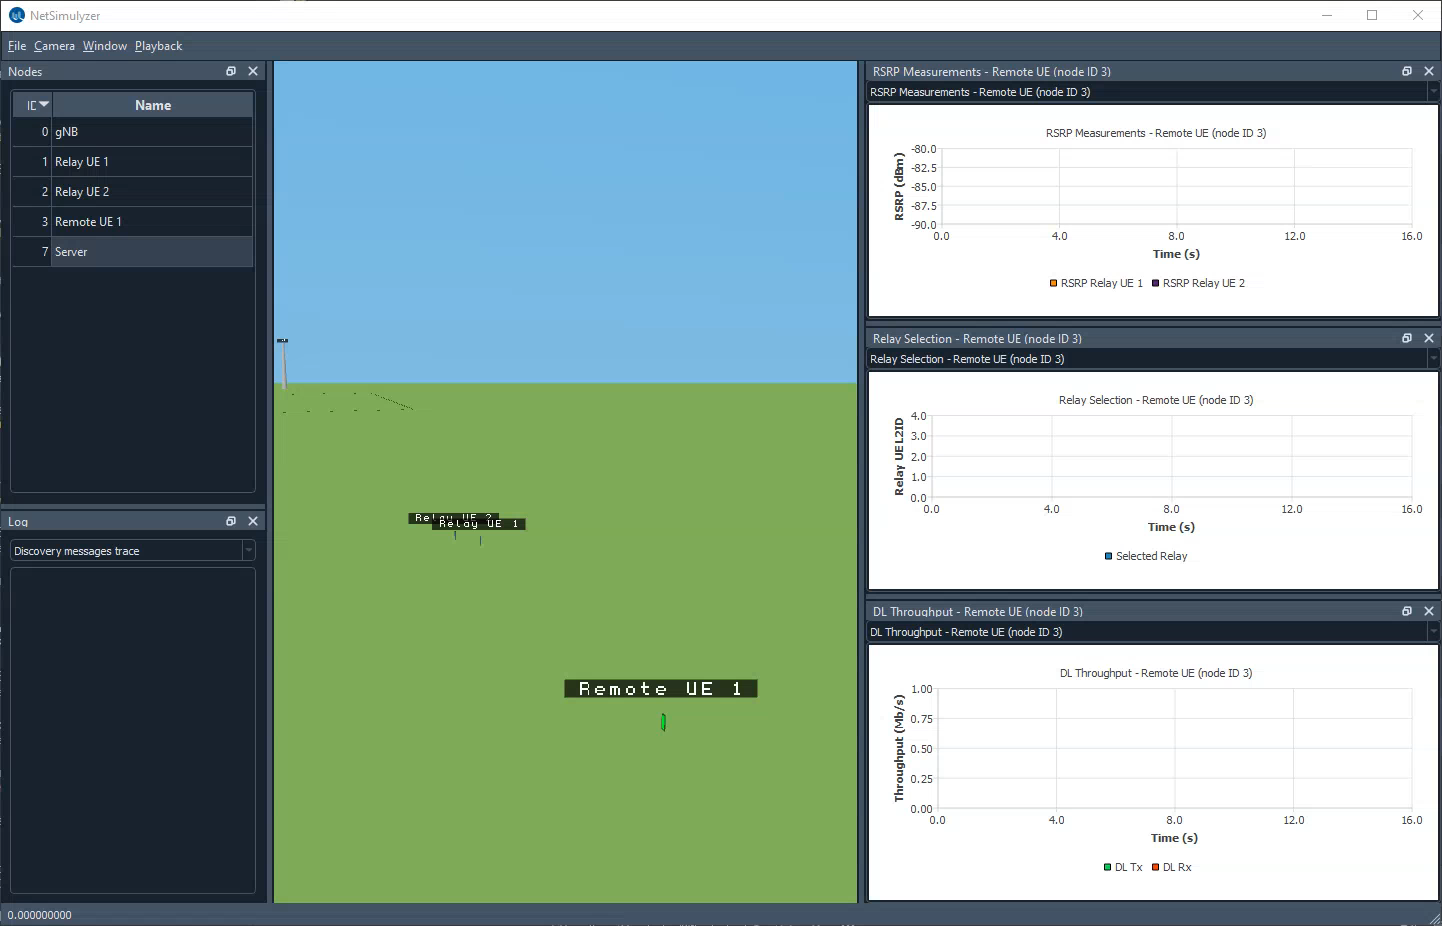 NetSimulyzer
File Camera Window Playback
Nodes
Name
0 gNB
1 Relay UE 1
2 Relay UE 2
3 Remote UE 1
7 Server
Log
Discovery messages trace
0.000000000
Relay UE 2
Relay UE 1
Remote UE 1
RSRP Measurements - Remote UE (node ID 3)
RSRP Measurements - Remote UE (node ID 3)
RSRP Measurements - Remote UE (node ID 3)
RSRP (dBm)
-80.0
-82.5
-85.0
-87.5
-90.0
0.0 4.0 8.0 12.0 16.0
Time (s)
RSRP Relay UE 1 RSRP Relay UE 2
Relay Selection - Remote UE (node ID 3)
Relay Selection - Remote UE (node ID 3)
Relay Selection - Remote UE (node ID 3)
Relay UE L2ID
4.0
3.0
2.0
1.0
0.0
0.0 4.0 8.0 12.0 16.0
Time (s)
Selected Relay
DL Throughput - Remote UE (node ID 3)
DL Throughput - Remote UE (node ID 3)
DL Throughput - Remote UE (node ID 3)
Throughput (Mb/s)
1.00
0.75
0.50
0.25
0.00
0.0 4.0 8.0 12.0 16.0
Time (s)
DL Tx DL Rx